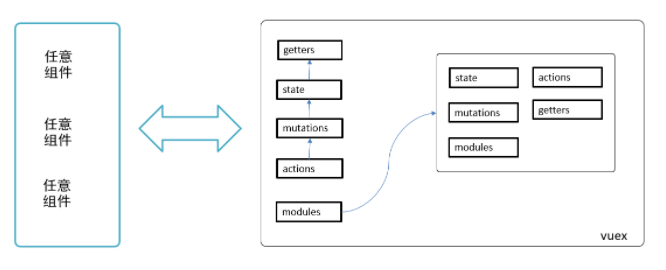 任意
组件
任意
组件
任意
组件
getters
state
mutations
actions
modules
state
actions
mutations
getters
modules
vuex